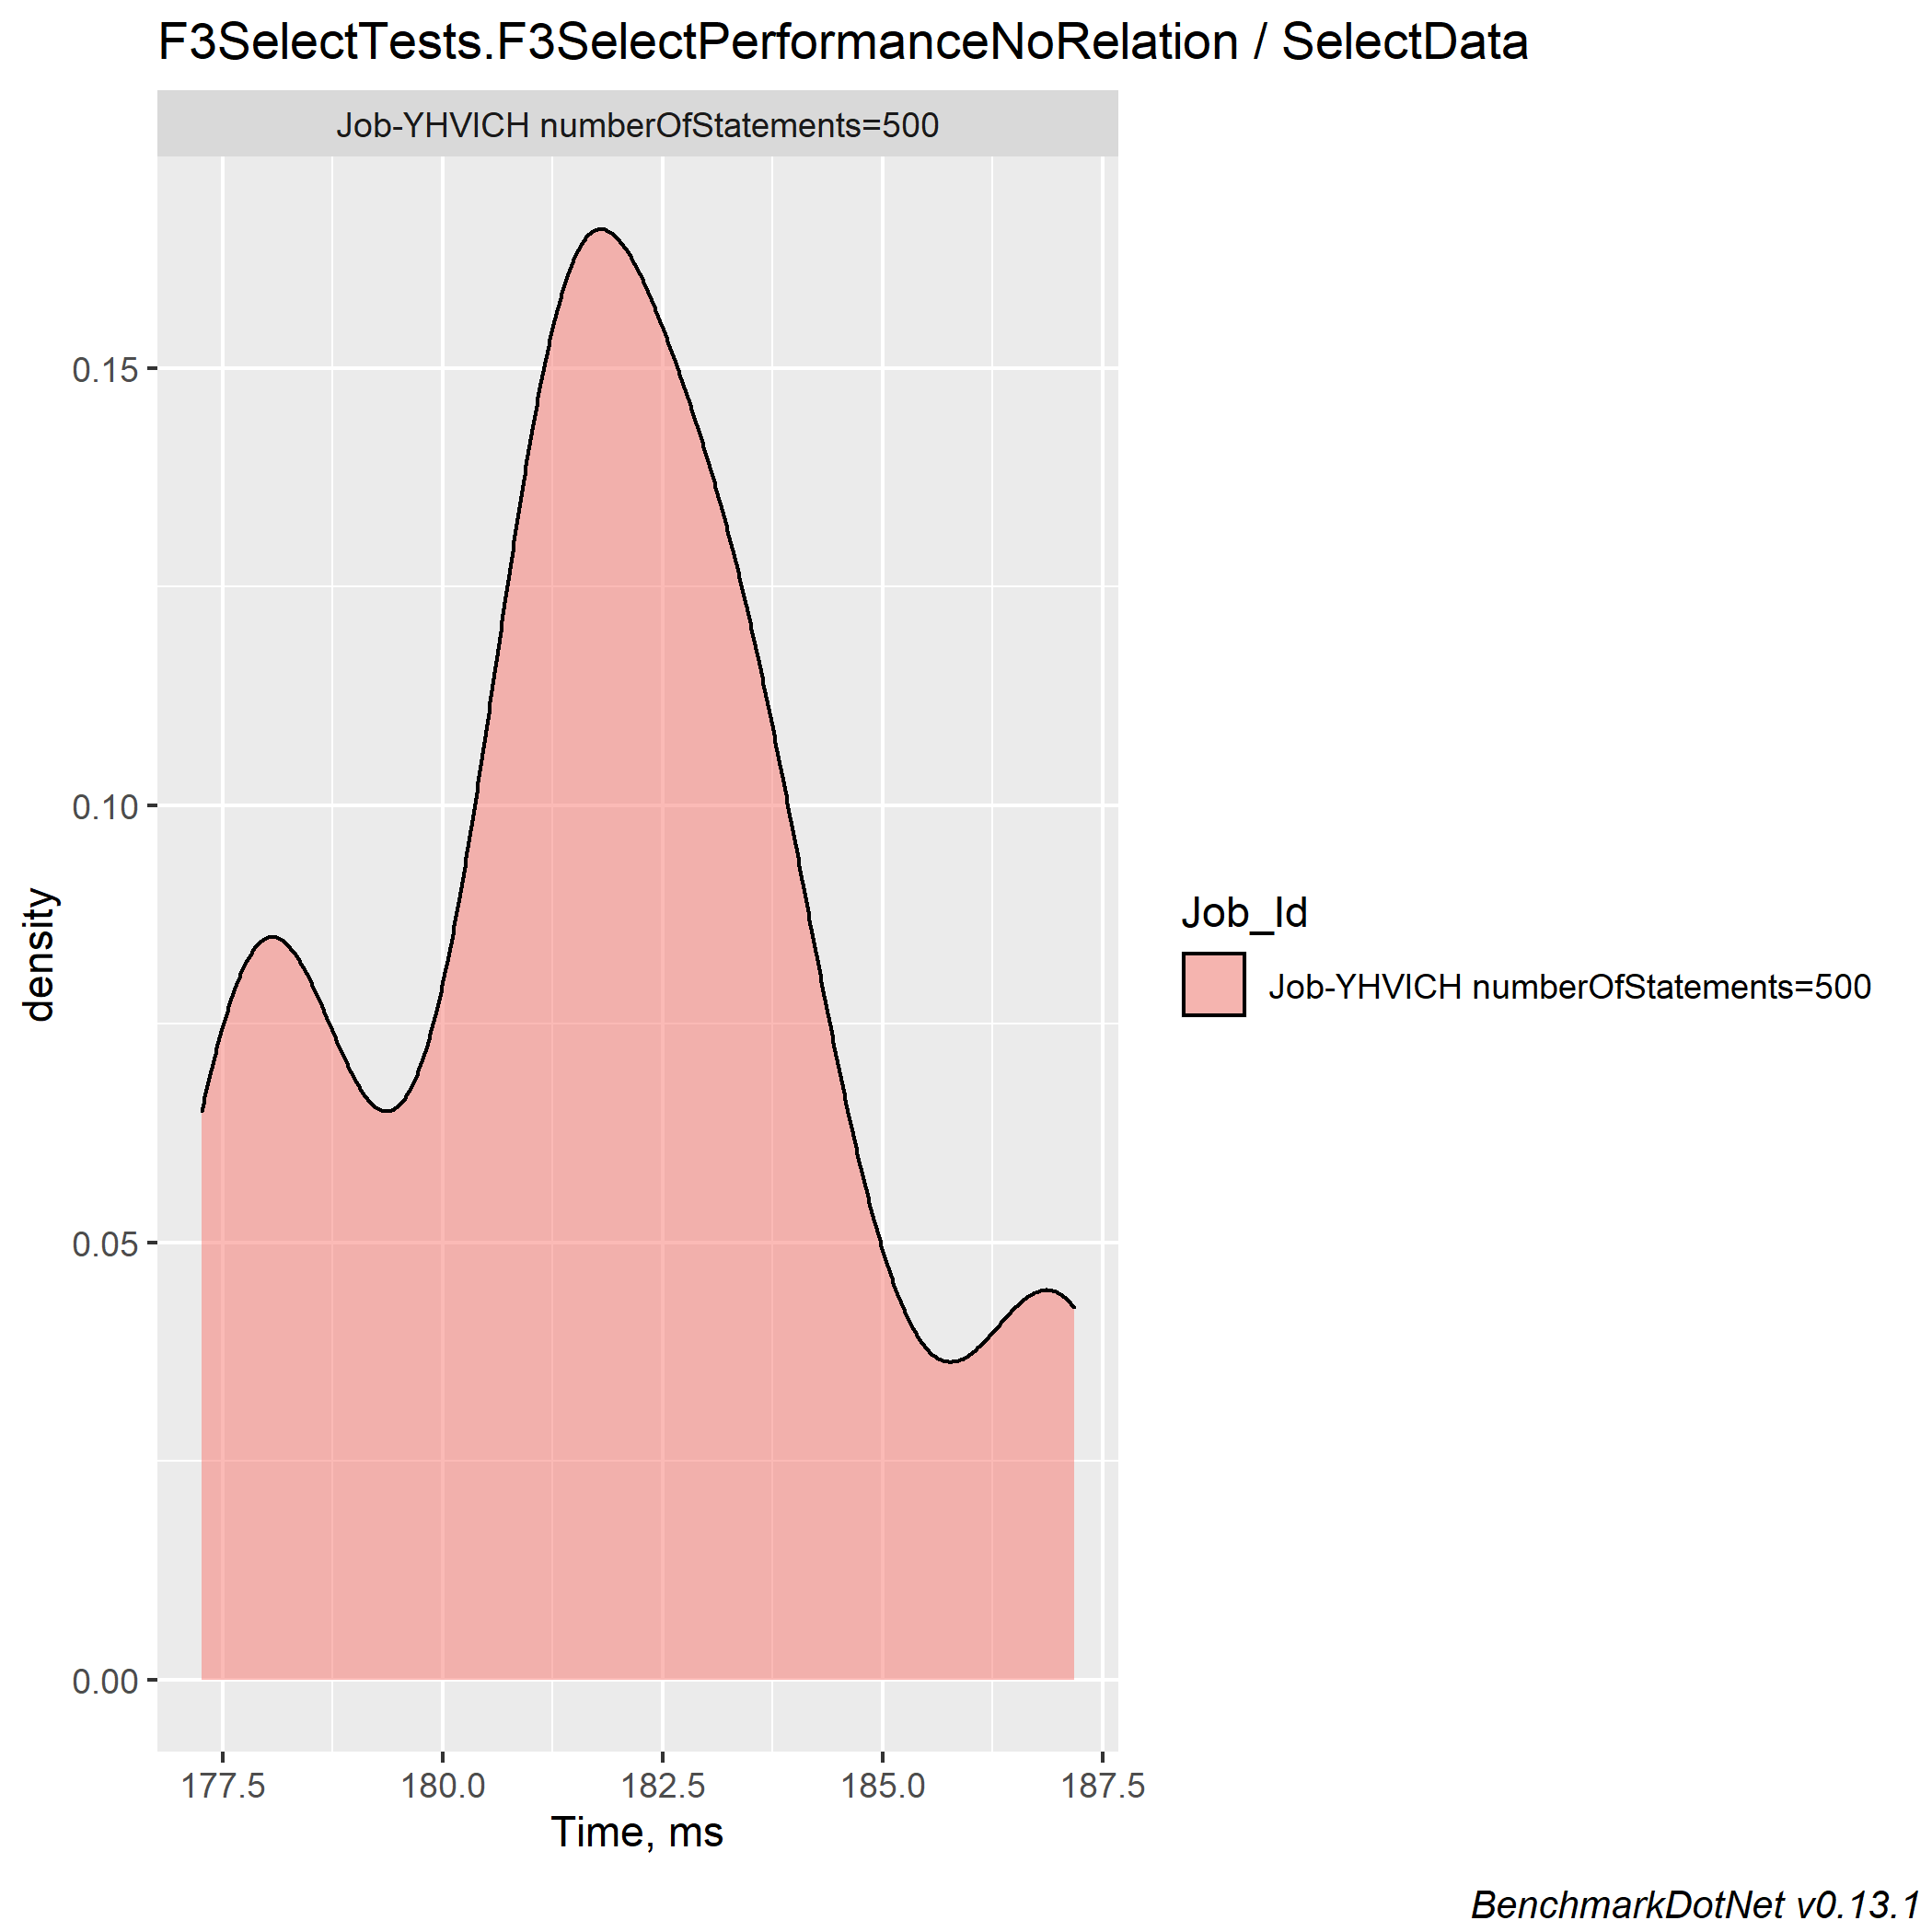 F3SelectTests.F3SelectPerformanceNoRelation / SelectData
Job-YHVICH numberOfStatements=500
0.15
0.10
0.05
0.00
density
177.5 180.0 182.5 185.0 187.5
Time, ms
Job_Id
Job-YHVICH numberOfStatements=500
BenchmarkDotNet v0.13.1